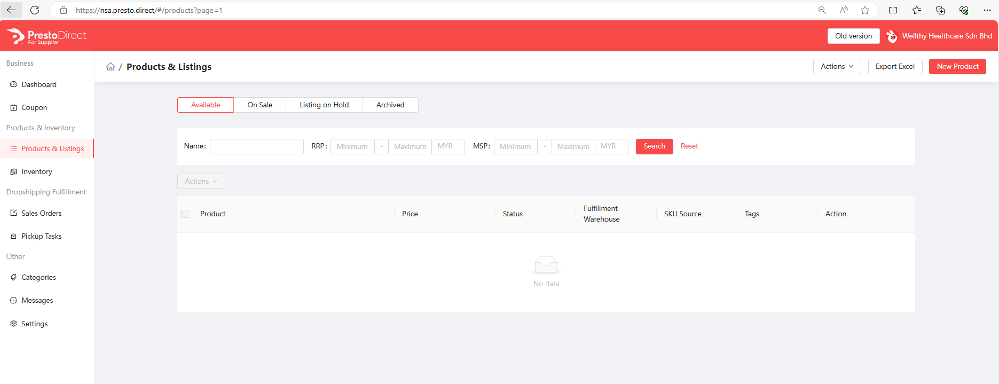 https://nsa.presto.direct/#/products?page=1
PrestoDirect
For Supplier
Old version
Wellthy Healthcare Sdn Bhd
Business
Dashboard
Coupon
Products & Inventory
Products & Listings
Inventory
Dropshipping Fulfillment
Sales Orders
Pickup Tasks
Other
Categories
Messages
Settings
/ Products & Listings
Actions
Export Excel
New Product
Available
On Sale
Listing on Hold
Archived
Name:
RRP: Minimum - Maximum MYR
MSP: Minimum - Maximum MYR
Search
Reset
Actions
Product
Price
Status
Fulfillment
Warehouse
SKU Source
Tags
Action
No data